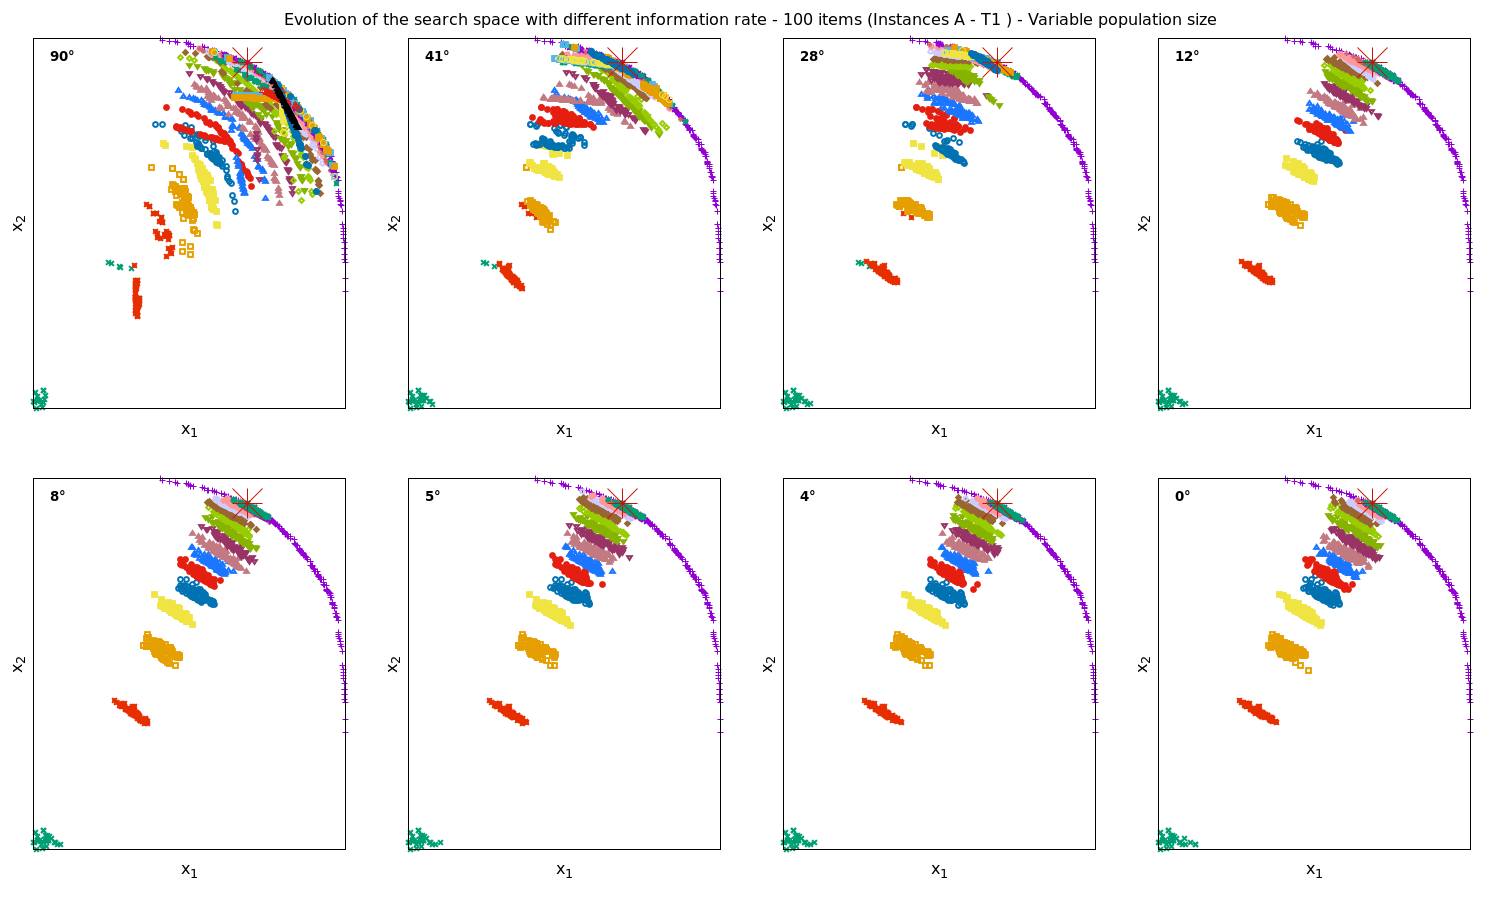 Evolution of the search space with different information rate - 100 items (Instances A - T1 ) - Variable population size
90°
41°
28°
12°
x2
x2
x2
x2
x1
x1
x1
x1
8°
5°
4°
0°
x2
x2
x2
x2
x1
x1
x1
x1